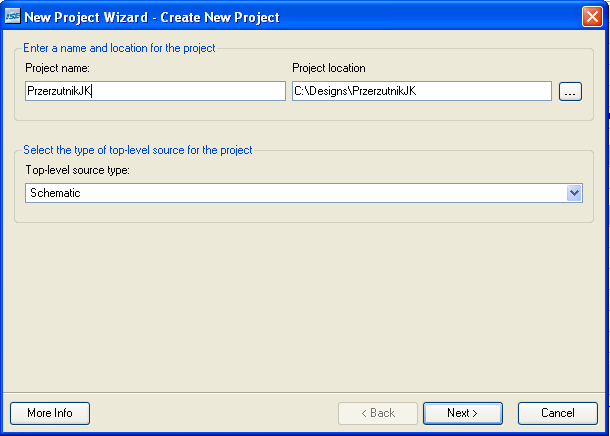 ISE New Project Wizard - Create New Project
Enter a name and location for the project
Project name: Project location
PrzerzutnikJK C:\Designs\PrzerzutnikJK ...
Select the type of top-level source for the project
Top-level source type:
Schematic
More Info < Back Next > Cancel